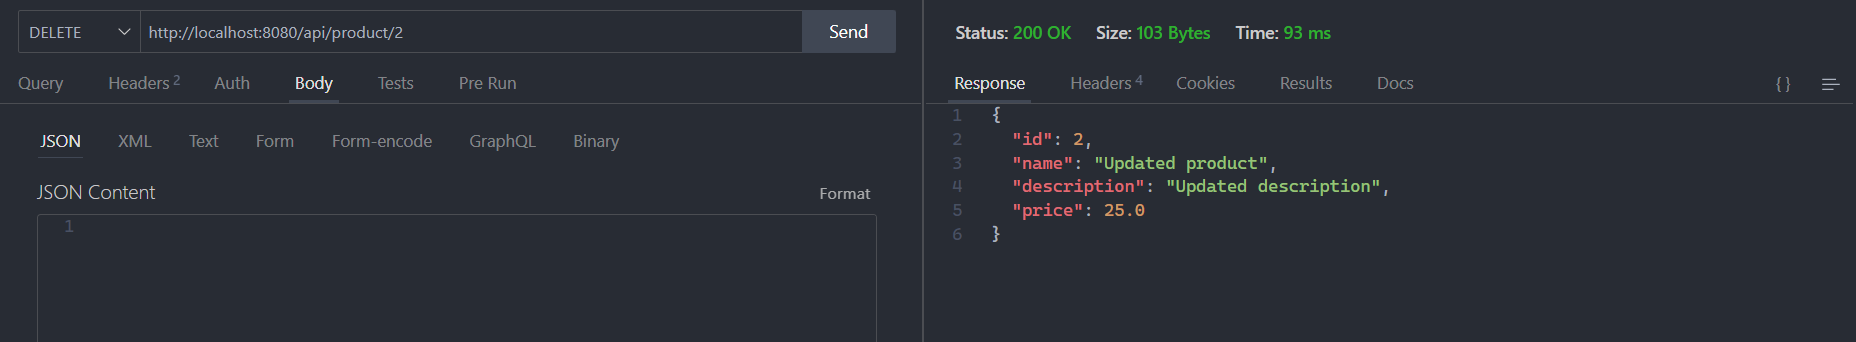 DELETE http://localhost:8080/api/product/2 Send
Query Headers 2 Auth Body Tests Pre Run
JSON XML Text Form Form-encode GraphQL Binary
JSON Content Format
1
Status: 200 OK Size: 103 Bytes Time: 93 ms
Response Headers 4 Cookies Results Docs { }
1 {
2 "id": 2,
3 "name": "Updated product",
4 "description": "Updated description",
5 "price": 25.0
6 }